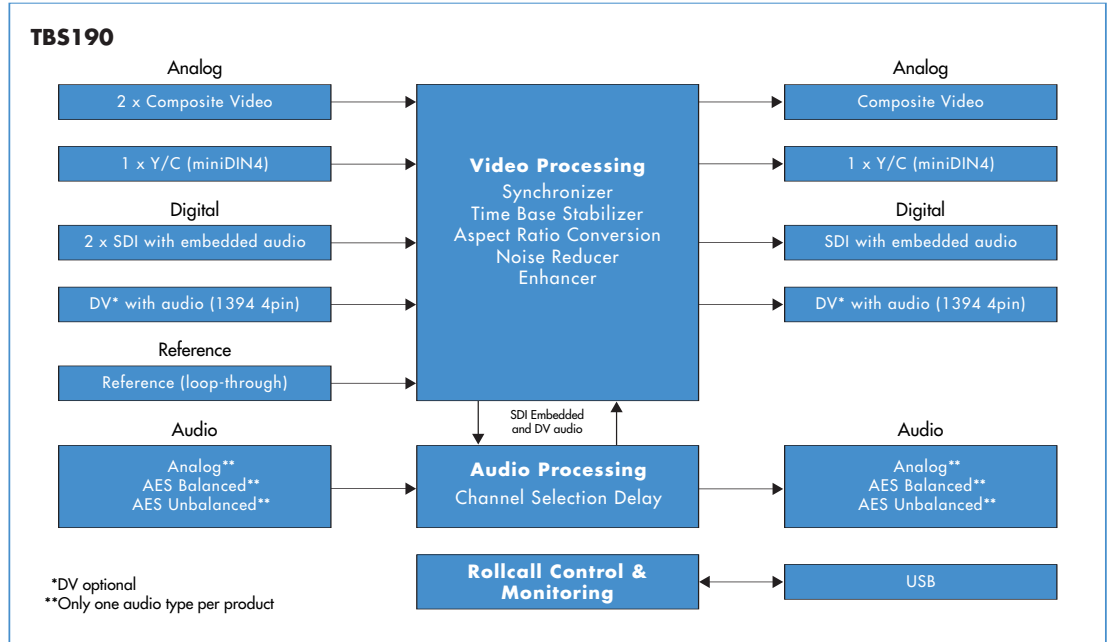 TBS190
Analog
2 x Composite Video
1 x Y/C (miniDIN4)
Digital
2 x SDI with embedded audio
DV* with audio (1394 4pin)
Reference
Reference (loop-through)
Audio
Analog**
AES Balanced**
AES Unbalanced**
Video Processing
Synchronizer
Time Base Stabilizer
Aspect Ratio Conversion
Noise Reducer
Enhancer
SDI Embedded
and DV audio
Audio Processing
Channel Selection Delay
Rollcall Control &
Monitoring
Analog
Composite Video
1 x Y/C (miniDIN4)
Digital
SDI with embedded audio
DV* with audio (1394 4pin)
Audio
Analog**
AES Balanced**
AES Unbalanced**
USB
*DV optional
**Only one audio type per product